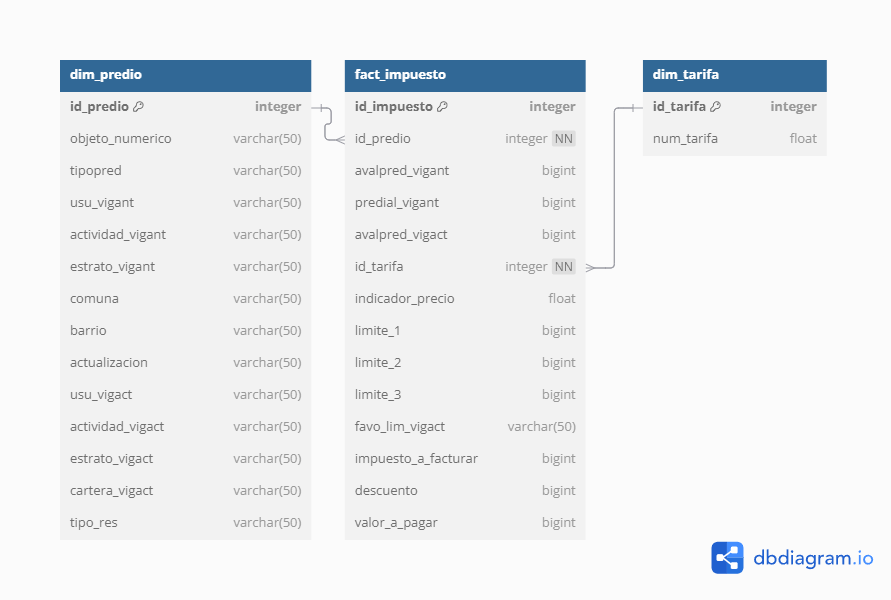 dim_predio
id_predio integer
objeto_numerico varchar(50)
tipopred varchar(50)
usu_vigant varchar(50)
actividad_vigant varchar(50)
estrato_vigant varchar(50)
comuna varchar(50)
barrio varchar(50)
actualizacion varchar(50)
usu_vigact varchar(50)
actividad_vigact varchar(50)
estrato_vigact varchar(50)
cartera_vigact varchar(50)
tipo_res varchar(50)
fact_impuesto
id_impuesto integer
id_predio integer NN
avalpred_vigant bigint
predial_vigant bigint
avalpred_vigact bigint
id_tarifa integer NN
indicador_precio float
limite_1 bigint
limite_2 bigint
limite_3 bigint
favo_lim_vigact varchar(50)
impuesto_a_facturar bigint
descuento bigint
valor_a_pagar bigint
dim_tarifa
id_tarifa integer
num_tarifa float
dbdiagram.io